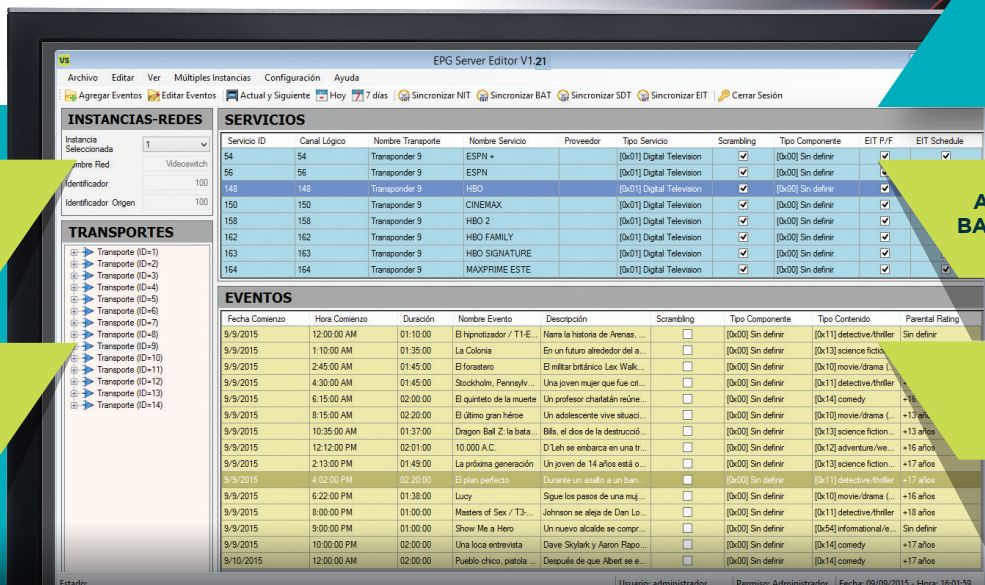 VS EPG Server Editor V1.21
Archivo Editar Ver Múltiples Instancias Configuración Ayuda
Agregar Eventos Editar Eventos Actual y Siguiente Hoy 7 días Sincronizar NIT Sincronizar BAT Sincronizar SDT Sincronizar EIT Cerrar Sesión
INSTANCIAS-REDES
Instancia Seleccionada 1
Nombre Red Videoswitch
Identificador 100
Identificador Origen 100
TRANSPORTES
Transporte (ID=1)
Transporte (ID=2)
Transporte (ID=3)
Transporte (ID=4)
Transporte (ID=5)
Transporte (ID=6)
Transporte (ID=7)
Transporte (ID=8)
Transporte (ID=9)
Transporte (ID=10)
Transporte (ID=11)
Transporte (ID=12)
Transporte (ID=13)
Transporte (ID=14)
SERVICIOS
Servicio ID Canal Lógico Nombre Transporte Nombre Servicio Proveedor Tipo Servicio Scrambling Tipo Componente EIT P/F EIT Schedule
54 54 Transponder 9 ESPN + [0x01] Digital Television [0x00] Sin definir
56 56 Transponder 9 ESPN [0x01] Digital Television [0x00] Sin definir
148 148 Transponder 9 HBO [0x01] Digital Television [0x00] Sin definir
150 150 Transponder 9 CINEMAX [0x01] Digital Television [0x00] Sin definir
158 158 Transponder 9 HBO 2 [0x01] Digital Television [0x00] Sin definir
162 162 Transponder 9 HBO FAMILY [0x01] Digital Television [0x00] Sin definir
163 163 Transponder 9 HBO SIGNATURE [0x01] Digital Television [0x00] Sin definir
164 164 Transponder 9 MAXPRIME ESTE [0x01] Digital Television [0x00] Sin definir
A
BA
EVENTOS
Fecha Comienzo Hora Comienzo Duración Nombre Evento Descripción Scrambling Tipo Componente Tipo Contenido Parental Rating
9/9/2015 12:00:00 AM 01:10:00 El hipnotizador / T1-E... Narra la historia de Arenas, ... [0x00] Sin definir [0x11] detective/thriller Sin definir
9/9/2015 1:10:00 AM 01:35:00 La Colonia En un futuro alrededor del a... [0x00] Sin definir [0x13] science fiction
9/9/2015 2:45:00 AM 01:45:00 El forastero El militar británico Lex Walk... [0x00] Sin definir [0x10] movie/drama (...
9/9/2015 4:30:00 AM 01:45:00 Stockholm, Pennsylv... Una joven mujer que fue cri... [0x00] Sin definir [0x11] detective/thriller
9/9/2015 6:15:00 AM 02:00:00 El quinteto de la muerte Un profesor charlatán reúne... [0x00] Sin definir [0x14] comedy +16
9/9/2015 8:15:00 AM 02:20:00 El último gran héroe Un adolescente vive situaci... [0x00] Sin definir [0x10] movie/drama (... +13 años
9/9/2015 10:35:00 AM 01:37:00 Dragon Ball Z: la bata... Bills, el dios de la destrucció... [0x00] Sin definir [0x13] science fiction... +13 años
9/9/2015 12:12:00 PM 02:01:00 10.000 A.C. D'Leh se embarca en una tr... [0x00] Sin definir [0x12] adventure/we... +16 años
9/9/2015 2:13:00 PM 01:49:00 La próxima generación Un joven de 14 años está o... [0x00] Sin definir [0x13] science fiction... +17 años
9/9/2015 4:02:00 PM 02:20:00 El plan perfecto Durante un asalto a un ban... [0x00] Sin definir [0x11] detective/thriller +17 años
9/9/2015 6:22:00 PM 01:38:00 Lucy Sigue los pasos de una muj... [0x00] Sin definir [0x10] movie/drama (... +16 años
9/9/2015 8:00:00 PM 01:00:00 Masters of Sex / T3-... Johnson se aleja de Dan Lo... [0x00] Sin definir [0x11] detective/thriller +18 años
9/9/2015 9:00:00 PM 01:00:00 Show Me a Hero Un nuevo alcalde se compr... [0x00] Sin definir [0x54] informational/e... Sin definir
9/9/2015 10:00:00 PM 02:00:00 Una loca entrevista Dave Skylark y Aaron Rapo... [0x00] Sin definir [0x14] comedy +17 años
9/10/2015 12:00:00 AM 02:00:00 Pueblo chico, pistola ... Después de que Albert se e... [0x00] Sin definir [0x14] comedy +17 años
Estado: Usuario: administrador Permiso: Administrador Fecha: 09/09/2015 - Hora: 16:01:59